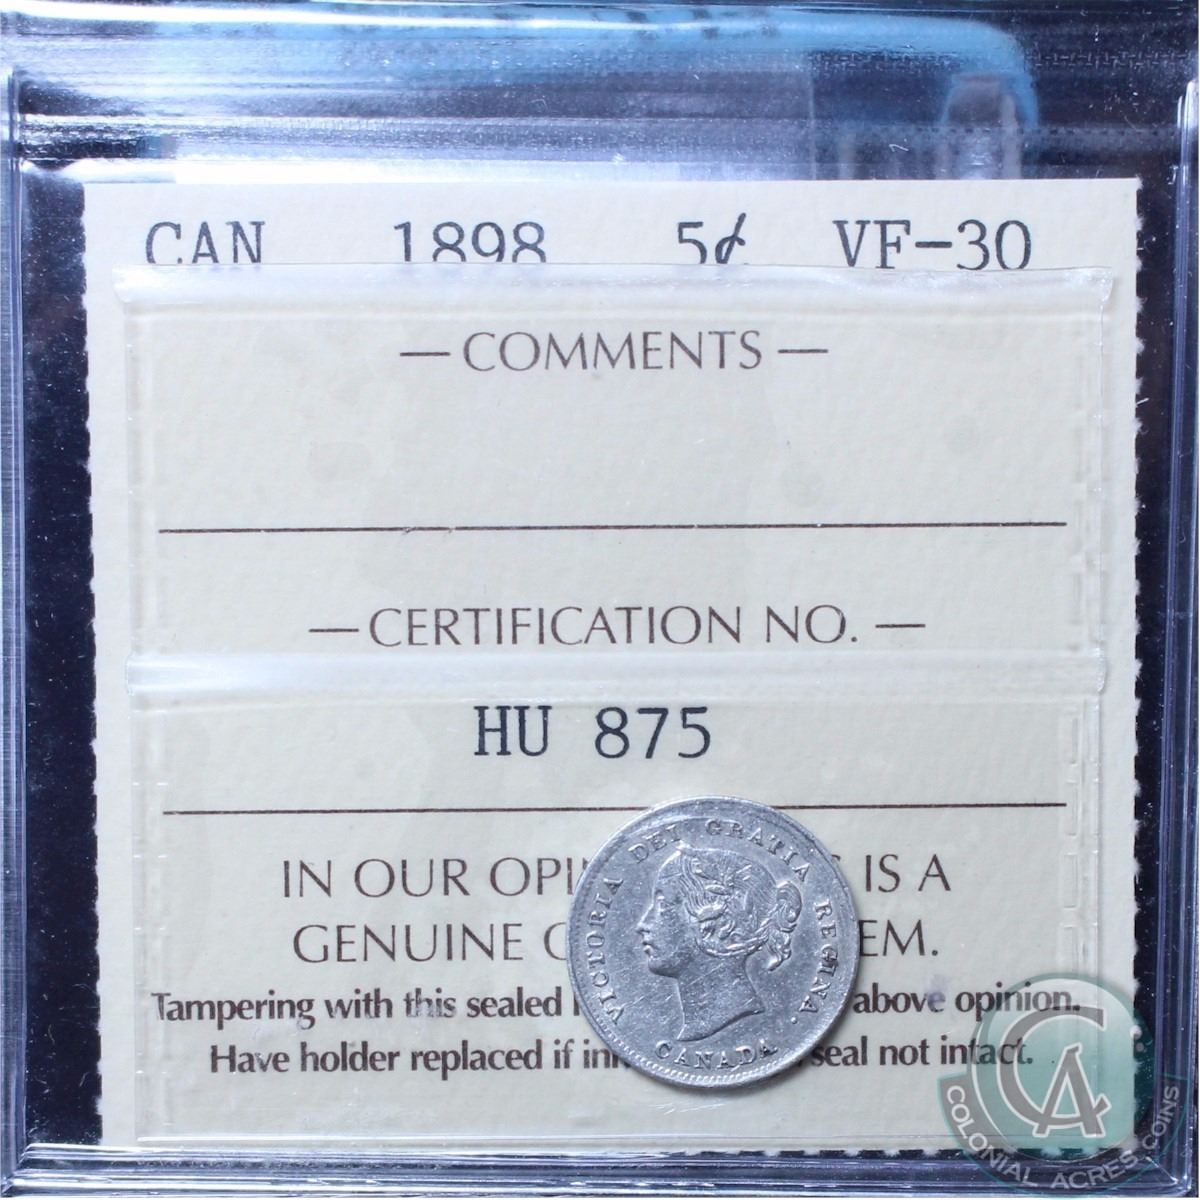 CAN 1898 5¢ VF-30
— COMMENTS —
— CERTIFICATION NO. —
HU 875
IN OUR OPI IS A
GENUINE EM.
Tampering with this sealed above opinion.
Have holder replaced if seal not intact.
VICTORIA DEI GRATIA REGINA.
CANADA
CA
COLONIAL ACRES COINS